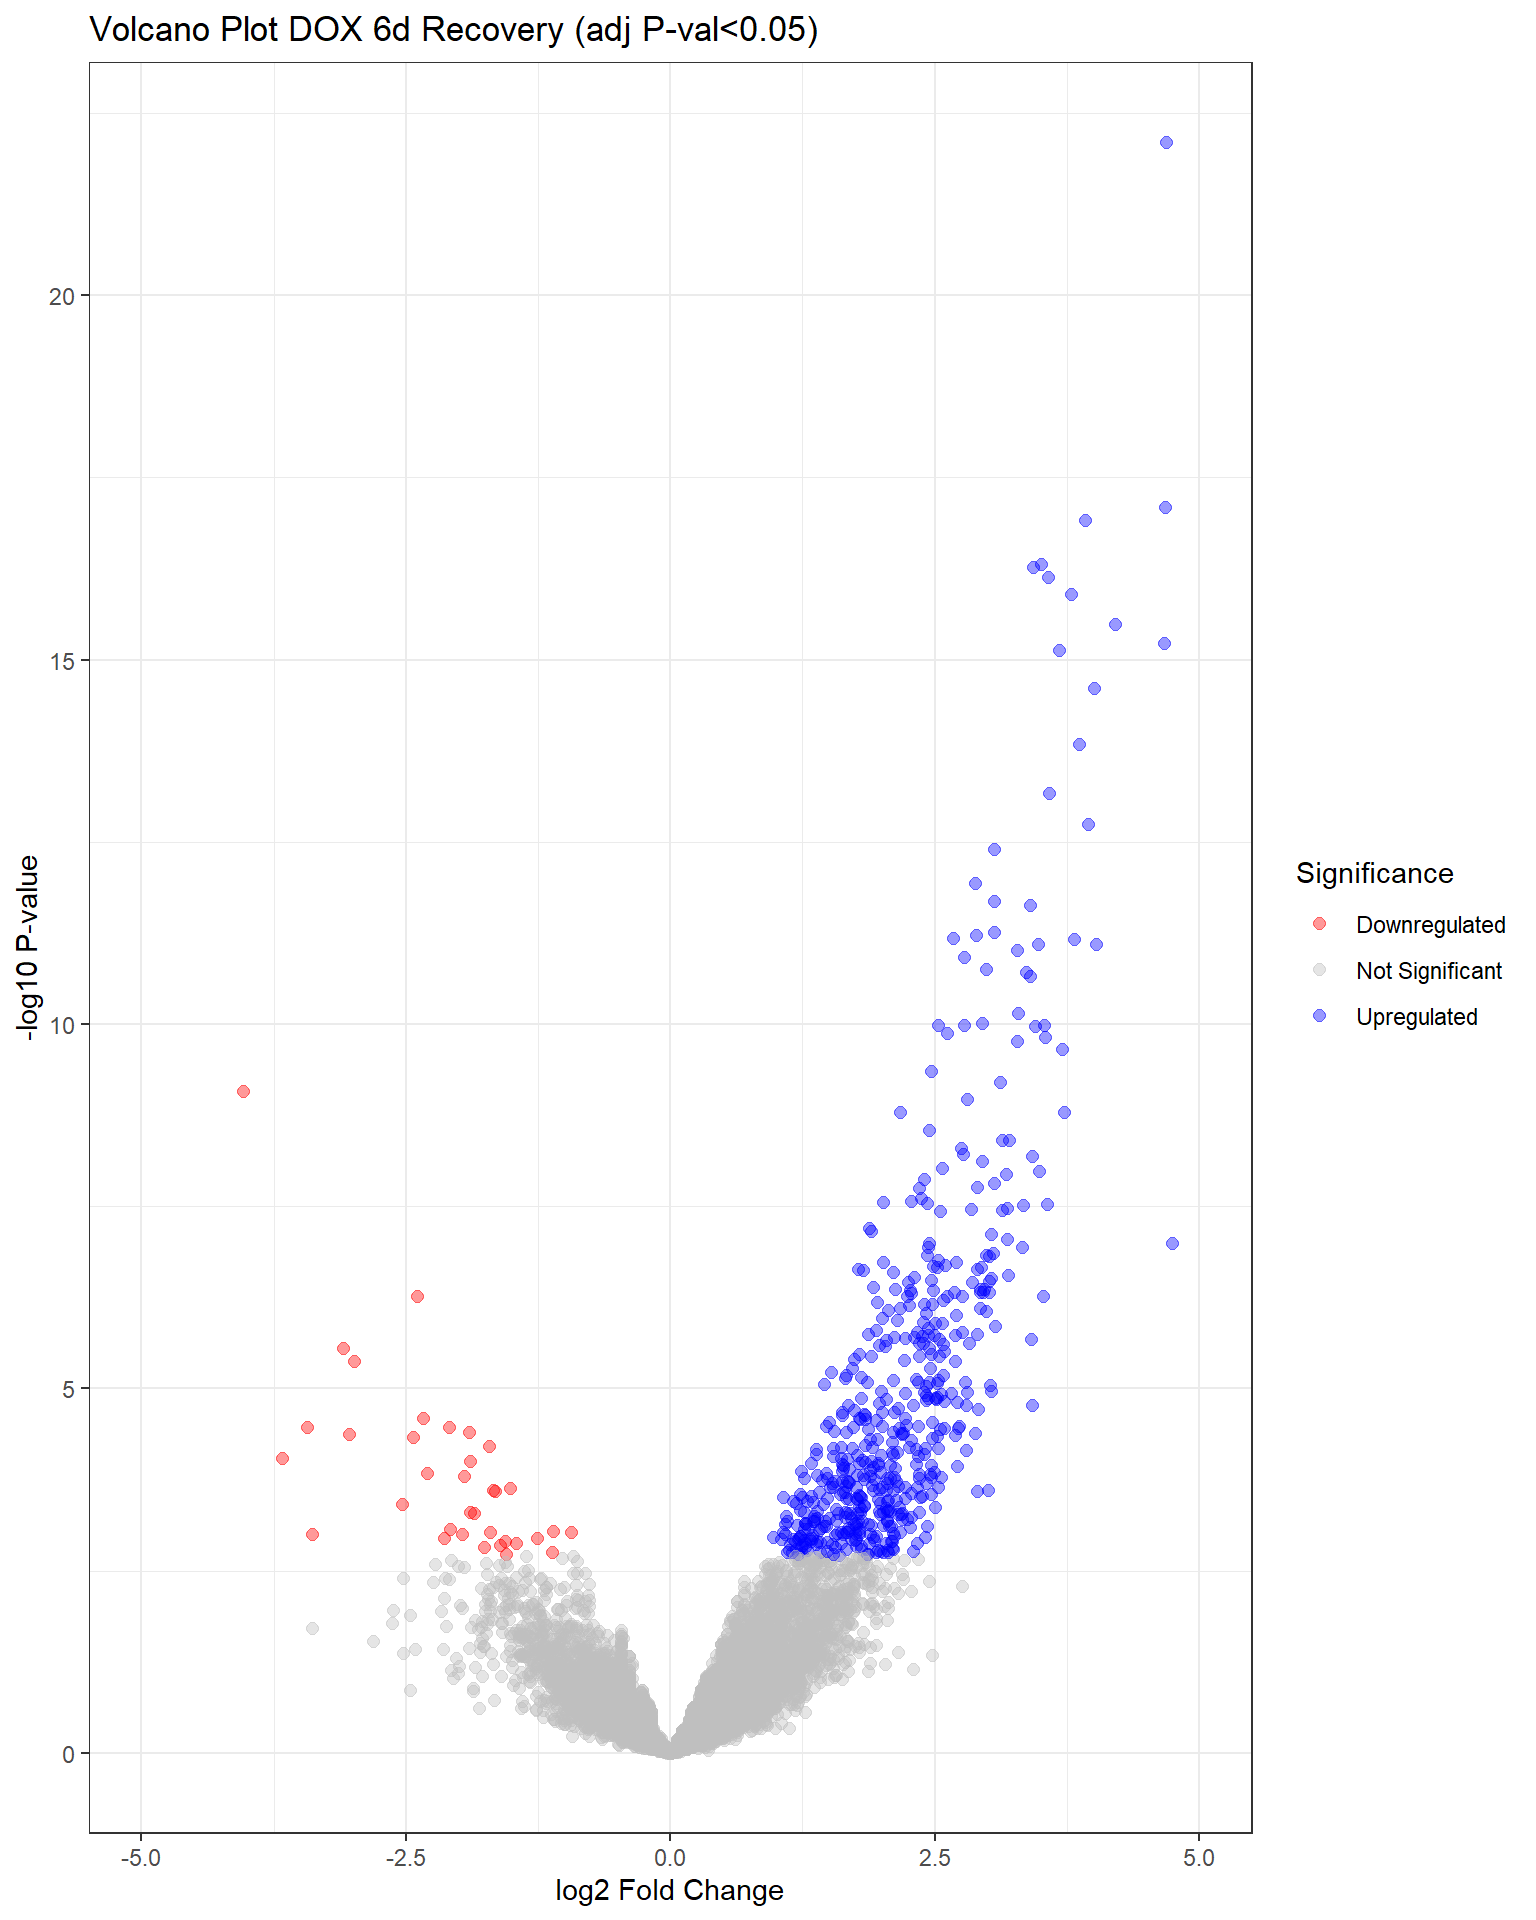 Volcano Plot DOX 6d Recovery (adj P-val<0.05)
-log10 P-value
20
15
10
5
0
-5.0
-2.5
0.0
2.5
5.0
log2 Fold Change
Significance
Downregulated
Not Significant
Upregulated